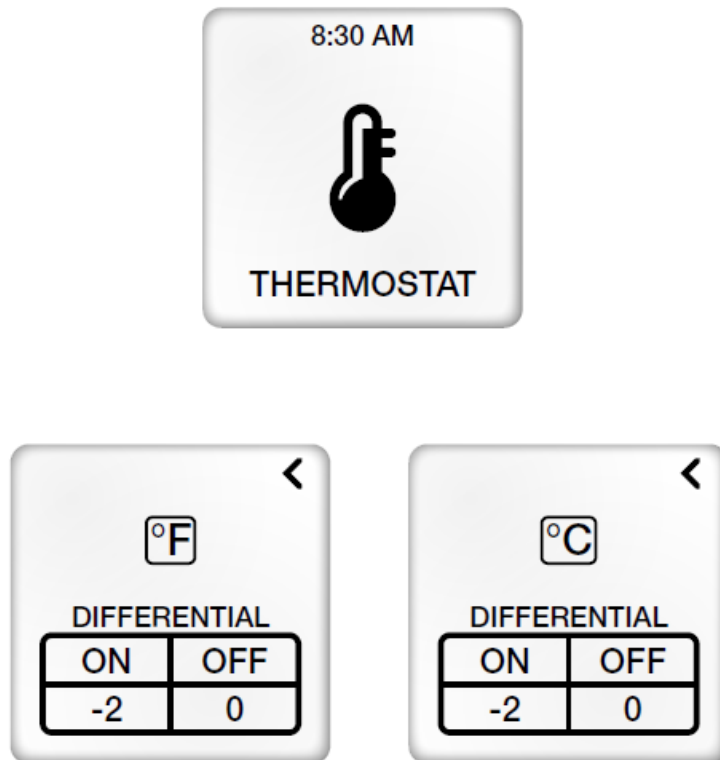 8:30 AM
THERMOSTAT
°F
DIFFERENTIAL
ON OFF
-2 0
°C
DIFFERENTIAL
ON OFF
-2 0